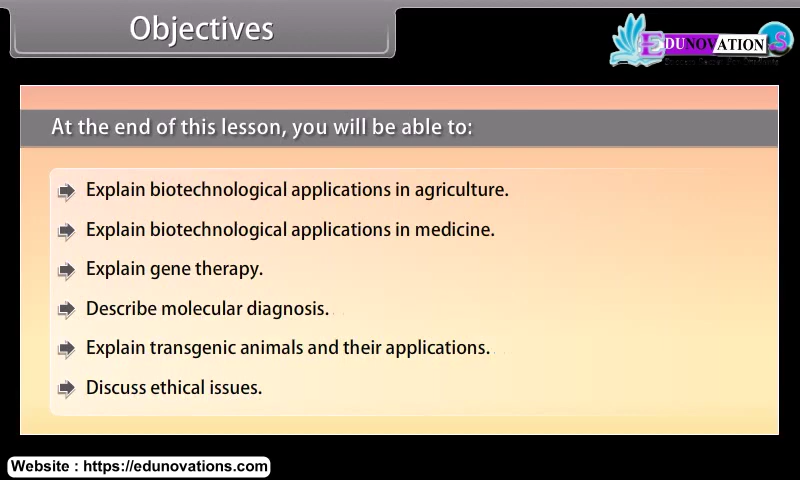 Objectives
EDUNOVATIONS
At the end of this lesson, you will be able to:
Explain biotechnological applications in agriculture.
Explain biotechnological applications in medicine.
Explain gene therapy.
Describe molecular diagnosis.
Explain transgenic animals and their applications.
Discuss ethical issues.
Website : https://edunovations.com